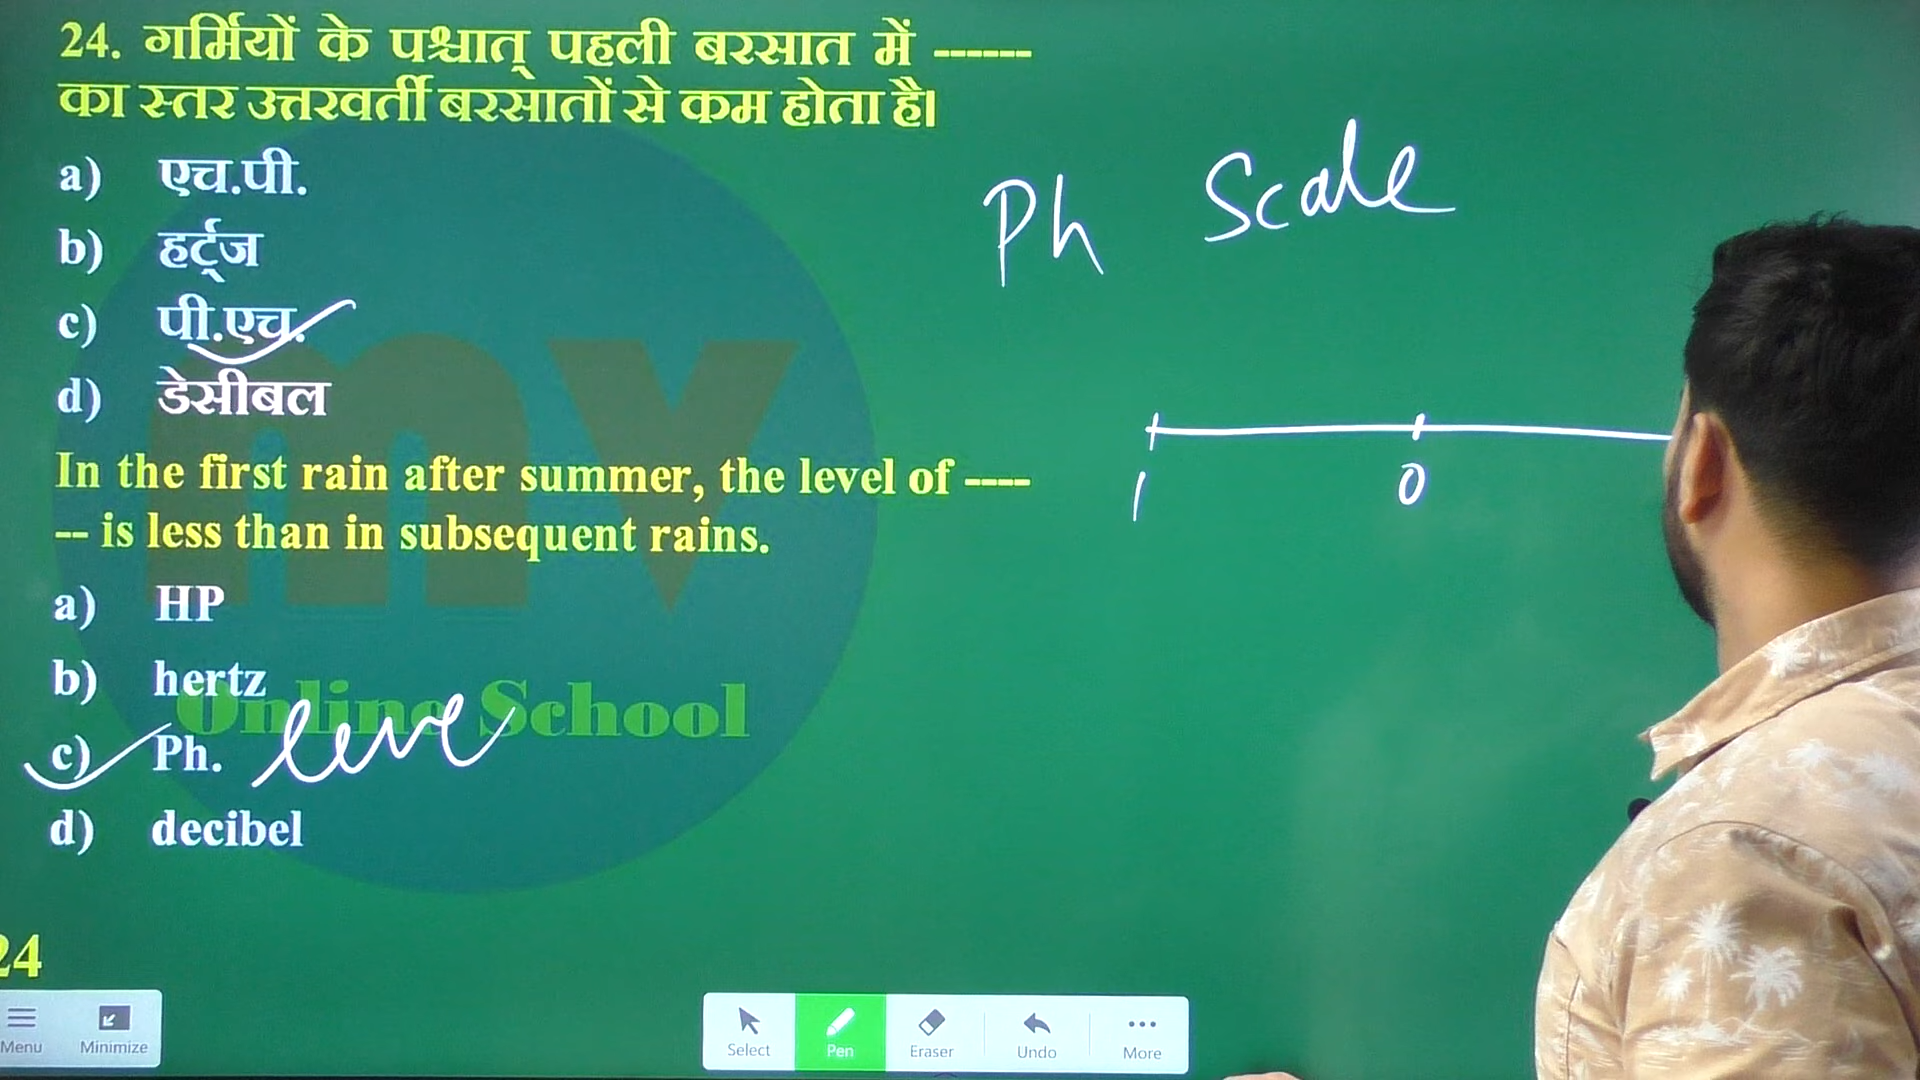 24. गर्मियों के पश्चात् पहली बरसात में ------
का स्तर उत्तरवर्ती बरसातों से कम होता है।
a) एच.पी.
b) हर्ट्ज
c) पी.एच.
d) डेसीबल
In the first rain after summer, the level of ----
-- is less than in subsequent rains.
a) HP
b) hertz
c) Ph. leve
d) decibel
Ph Scale
1 0
mv
Online School
24
Menu Minimize
Select Pen Eraser Undo More